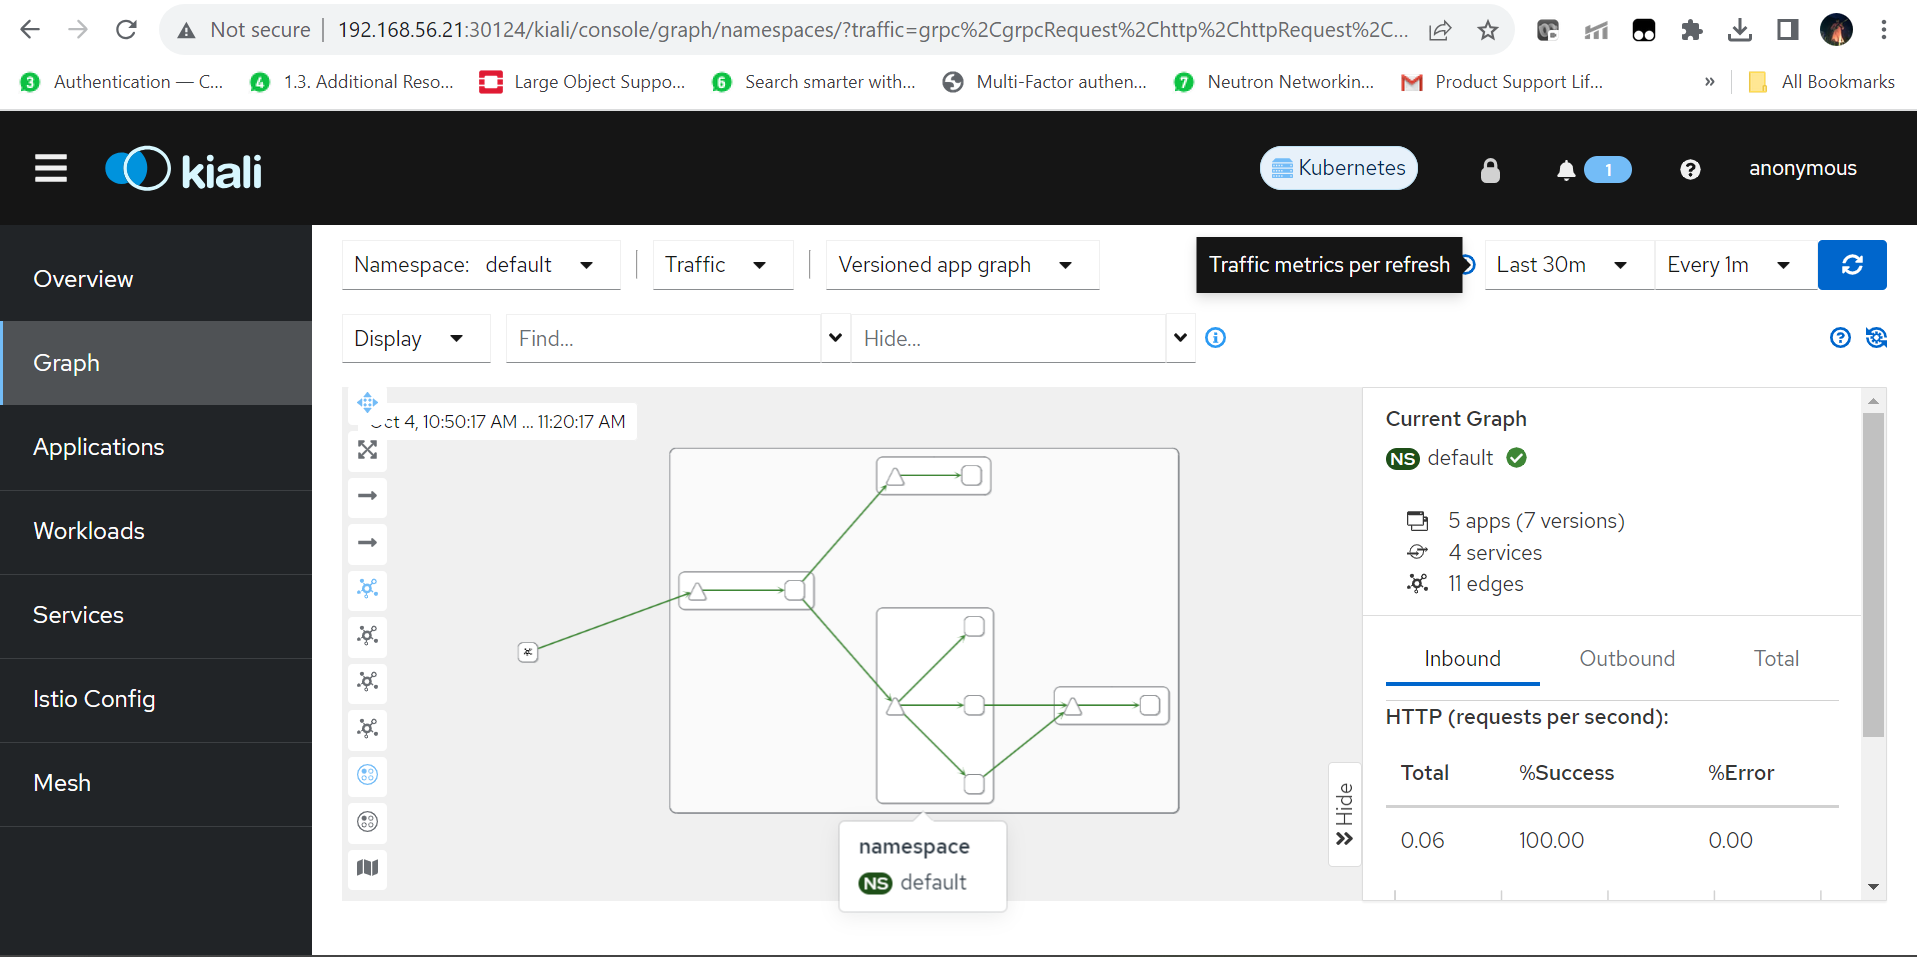 Not secure
192.168.56.21:30124/kiali/console/graph/namespaces/?traffic=grpc%2CgrpcRequest%2Chttp%2ChttpRequest%2C...
3 Authentication — C...
4 1.3. Additional Reso...
Large Object Suppo...
6 Search smarter with...
Multi-Factor authen...
7 Neutron Networkin...
Product Support Lif...
»
All Bookmarks
kiali
Kubernetes
1
anonymous
Overview
Graph
Applications
Workloads
Services
Istio Config
Mesh
Namespace: default
Traffic
Versioned app graph
Traffic metrics per refresh
Last 30m
Every 1m
Display
Find...
Hide...
Oct 4, 10:50:17 AM ... 11:20:17 AM
namespace
NS default
Hide
Current Graph
NS default
5 apps (7 versions)
4 services
11 edges
Inbound
Outbound
Total
HTTP (requests per second):
Total %Success %Error
0.06 100.00 0.00